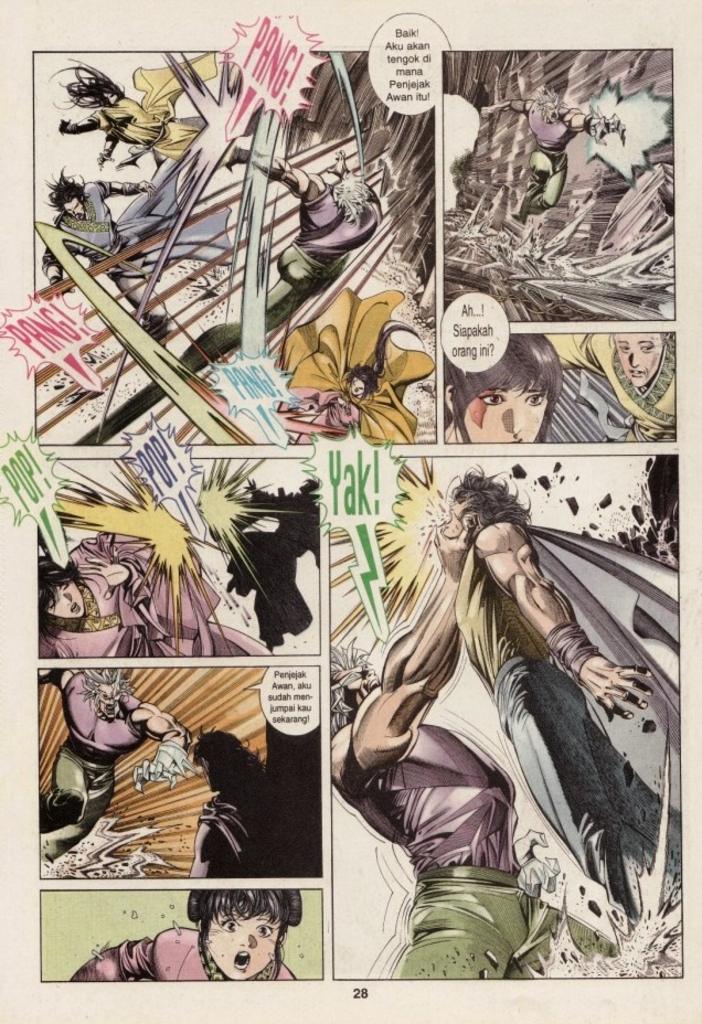 PANG!
Baik!
Aku akan
tengok di
mana
Penjejak
Awan itu!
PANG!
PANG!
Ah...!
Siapakah
orang ini?
POP!
POP!
Yak!
Penjejak
Awan, aku
sudah men-
jumpai kau
sekarang!
28